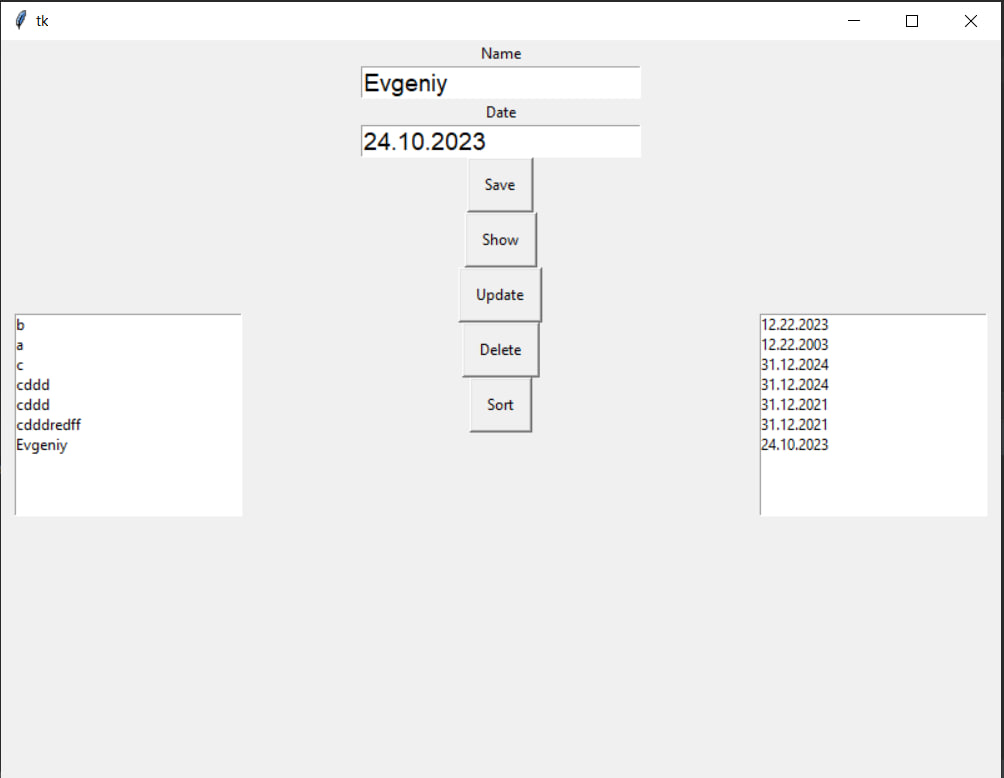 tk
Name
Evgeniy
Date
24.10.2023
Save
Show
Update
Delete
Sort
b
a
c
cddd
cddd
cdddredff
Evgeniy
12.22.2023
12.22.2003
31.12.2024
31.12.2024
31.12.2021
31.12.2021
24.10.2023